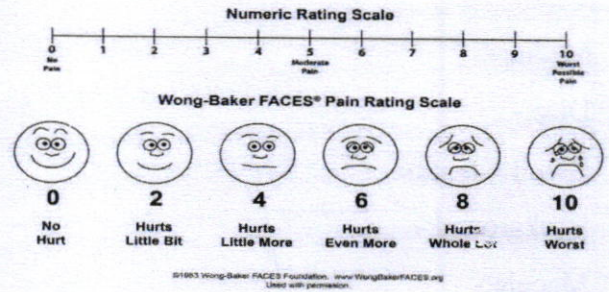 Numeric Rating Scale
0 1 2 3 4 5 6 7 8 9 10
No Pain
Moderate Pain
Worst Possible Pain
Wong-Baker FACES® Pain Rating Scale
0 2 4 6 8 10
No Hurt
Hurts Little Bit
Hurts Little More
Hurts Even More
Hurts Whole Lot
Hurts Worst
©1983 Wong-Baker FACES Foundation. www.WongBakerFACES.org
Used with permission.